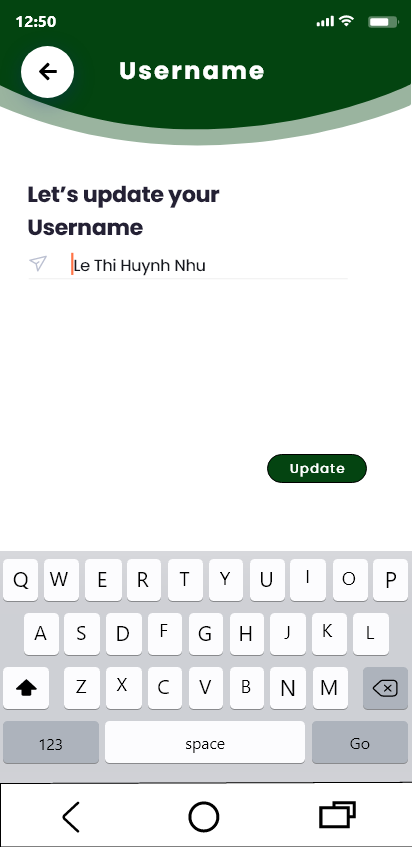 12:50
Username
Let’s update your
Username
Le Thi Huynh Nhu
Update
Q W E R T Y U I O P
A S D F G H J K L
Z X C V B N M
123 space Go